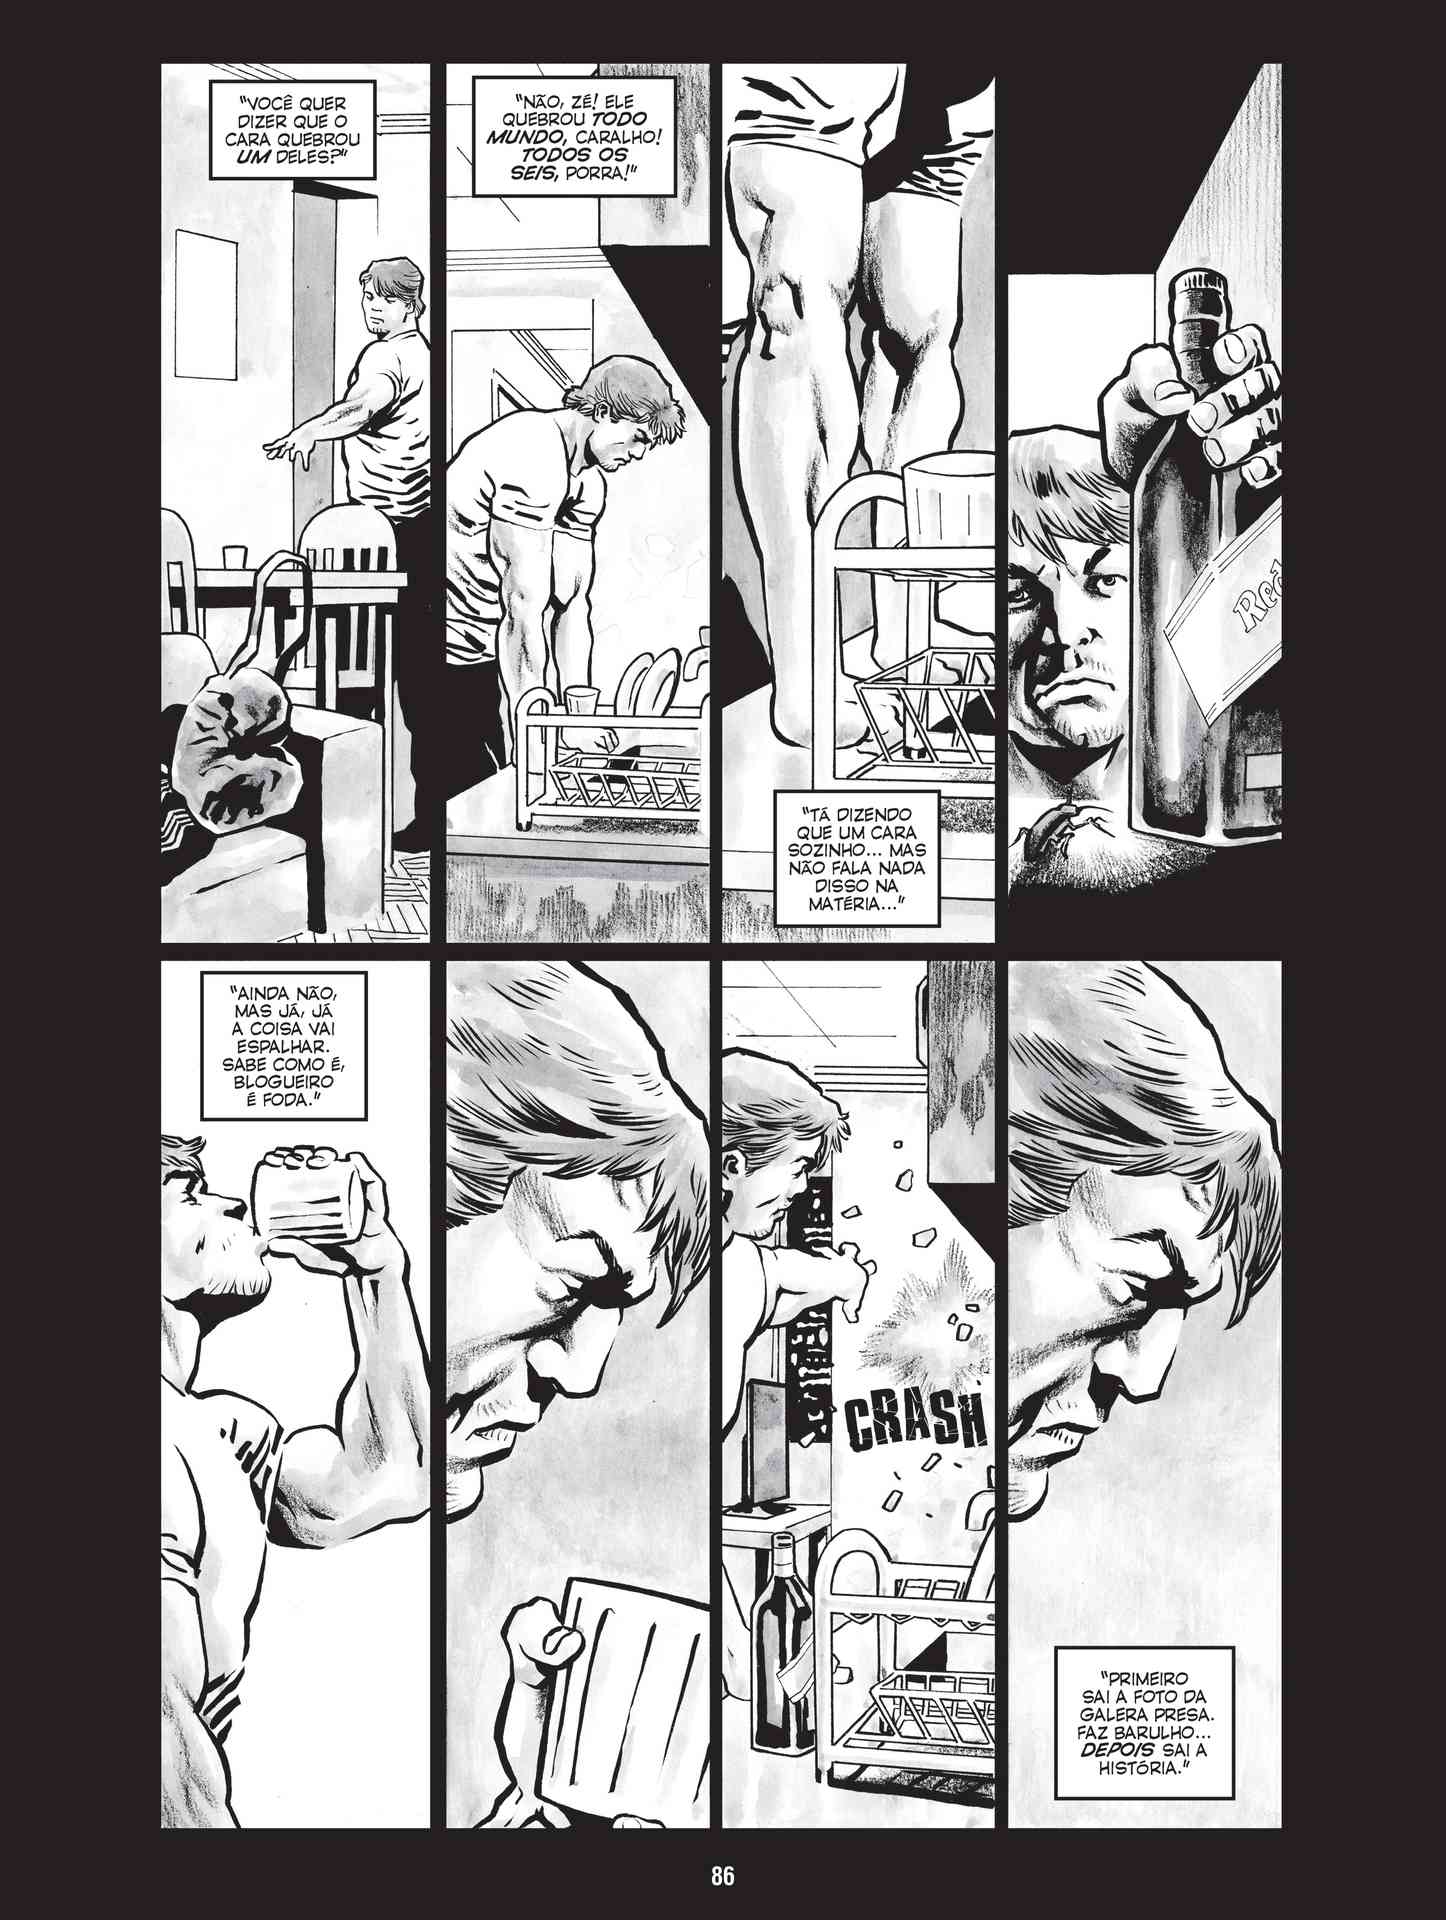 "VOCÊ QUER
DIZER QUE O
CARA QUEBROU
UM DELES?"
"NÃO, ZÉ! ELE
QUEBROU TODO
MUNDO, CARALHO!
TODOS OS
SEIS, PORRA!"
"TÁ DIZENDO
QUE UM CARA
SOZINHO... MAS
NÃO FALA NADA
DISSO NA
MATÉRIA..."
Red
"AINDA NÃO,
MAS JÁ, JÁ
A COISA VAI
ESPALHAR.
SABE COMO É,
BLOGUEIRO
É FODA."
CRASH
"PRIMEIRO
SAI A FOTO DA
GALERA PRESA.
FAZ BARULHO...
DEPOIS SAI A
HISTÓRIA."
86